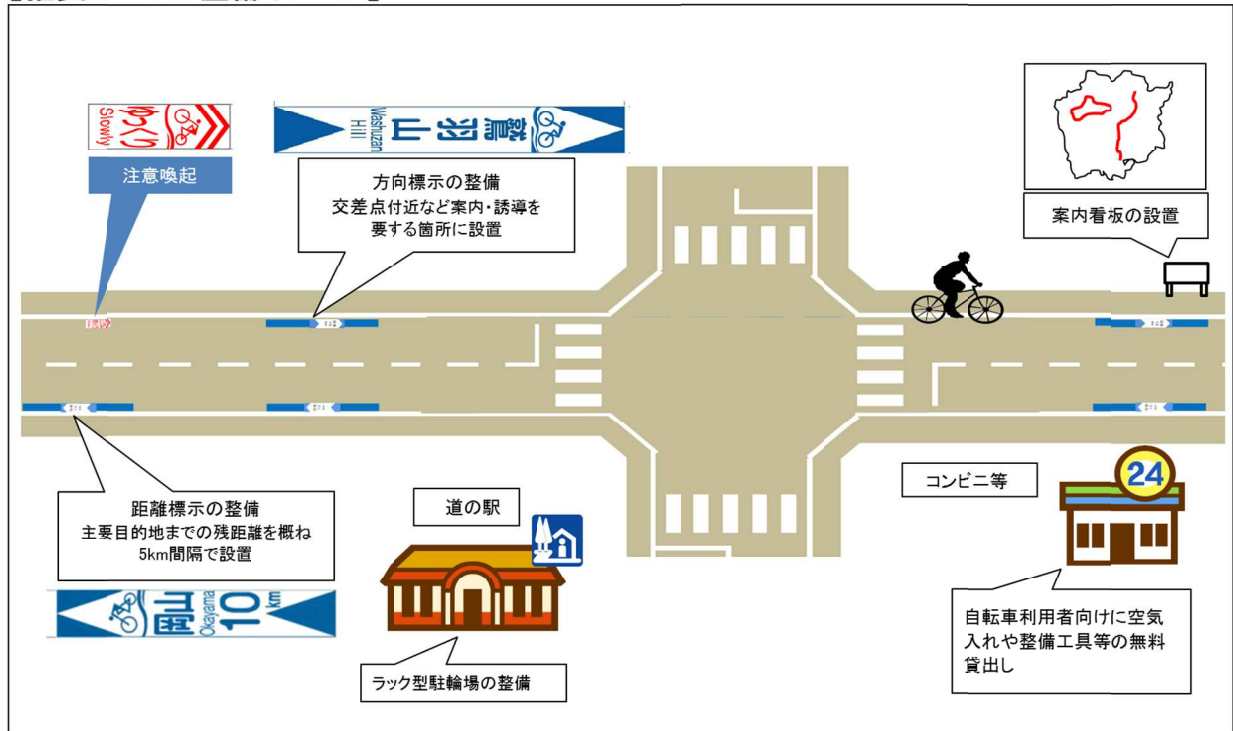 ゆっくり
Slowly
鷲羽山
Washuzan
Hill
注意喚起
方向標示の整備
交差点付近など案内・誘導を
要する箇所に設置
案内看板の設置
距離標示の整備
主要目的地までの残距離を概ね
5km間隔で設置
岡山
Okayama
10
km
道の駅
ラック型駐輪場の整備
コンビニ等
24
自転車利用者向けに空気
入れや整備工具等の無料
貸出し